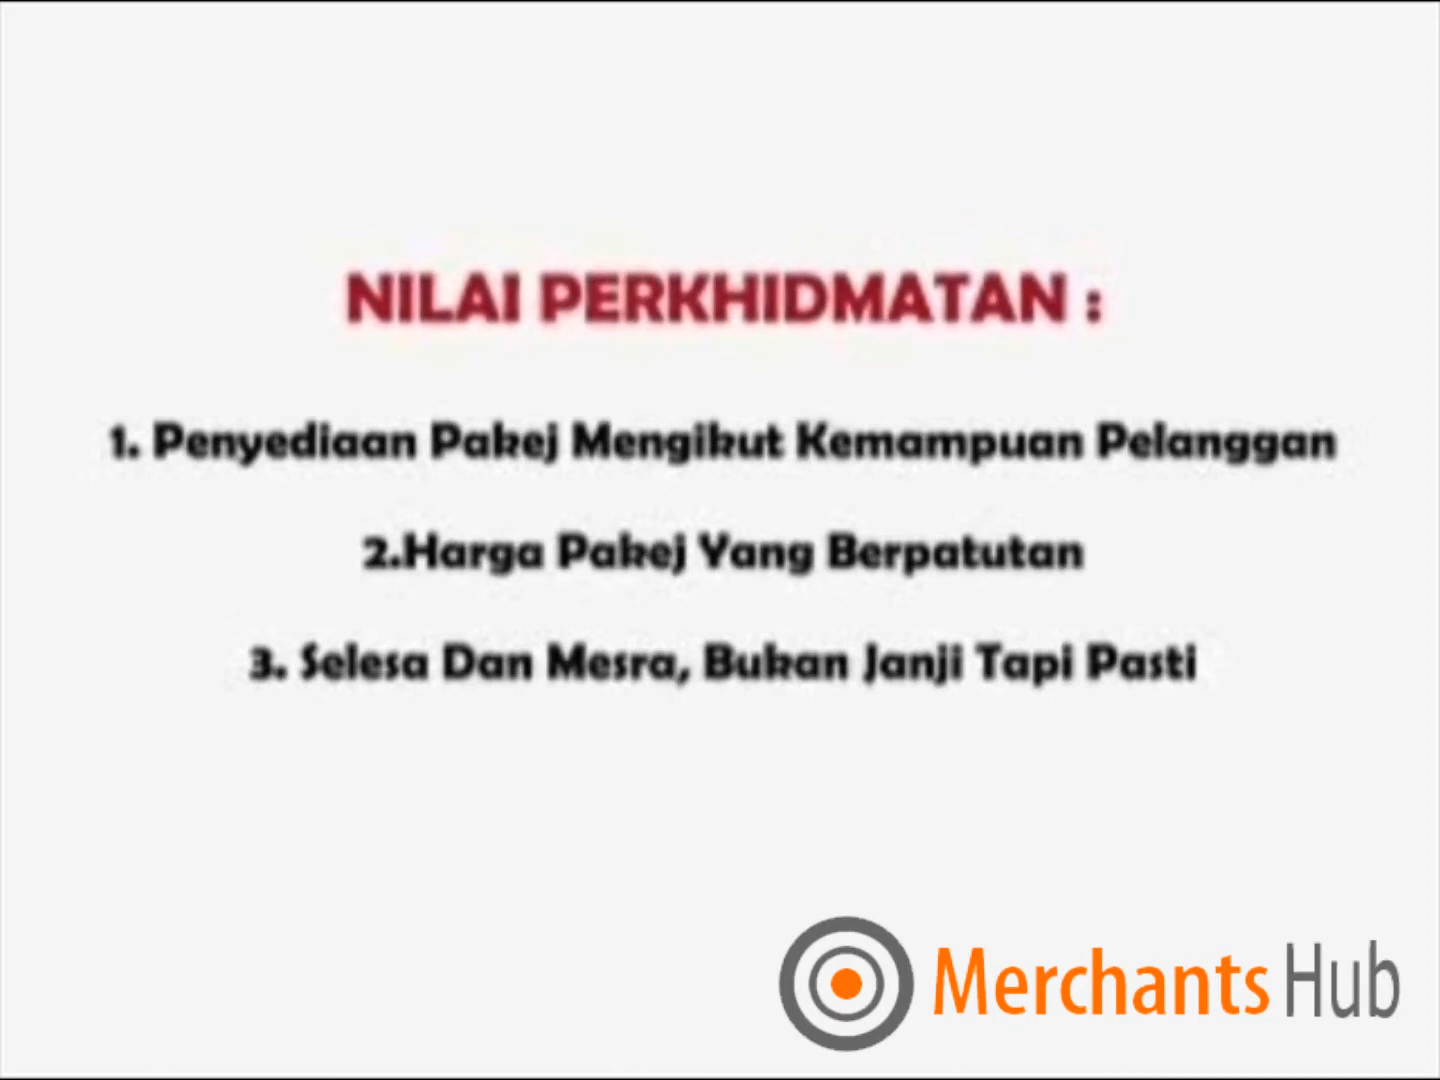 NILAI PERKHIDMATAN :
1. Penyediaan Pakej Mengikut Kemampuan Pelanggan
2.Harga Pakej Yang Berpatutan
3. Selesa Dan Mesra, Bukan Janji Tapi Pasti
Merchants Hub